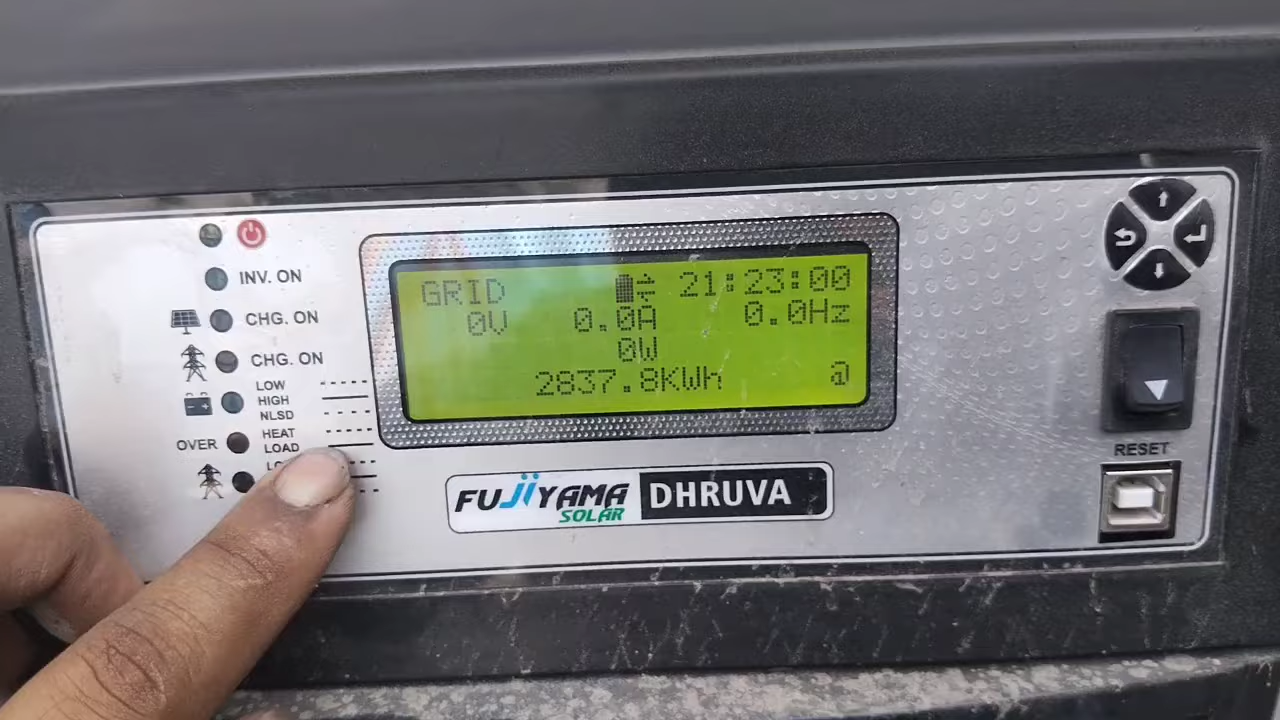 INV. ON
CHG. ON
CHG. ON
LOW
HIGH
NLSD
OVER
HEAT
LOAD
GRID 21:23:00
0V 0.0A 0.0Hz
0W
2837.8KWh @
FUJIYAMA
SOLAR
DHRUVA
RESET